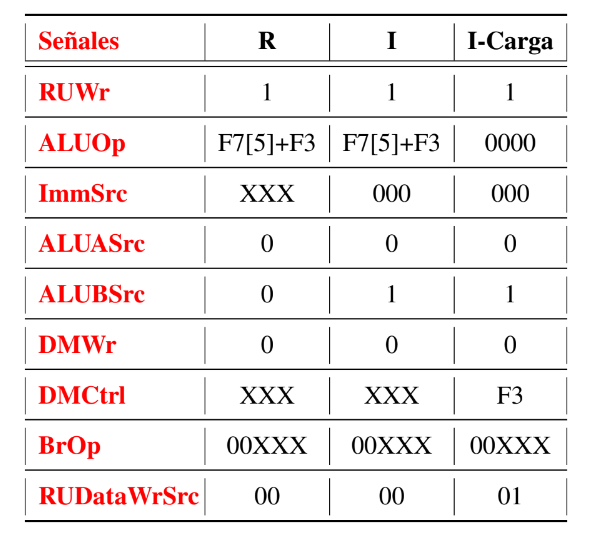 Señales R I I-Carga
RUWr 1 1 1
ALUOp F7[5]+F3 F7[5]+F3 0000
ImmSrc XXX 000 000
ALUASrc 0 0 0
ALUBSrc 0 1 1
DMWr 0 0 0
DMCtrl XXX XXX F3
BrOp 00XXX 00XXX 00XXX
RUDataWrSrc 00 00 01